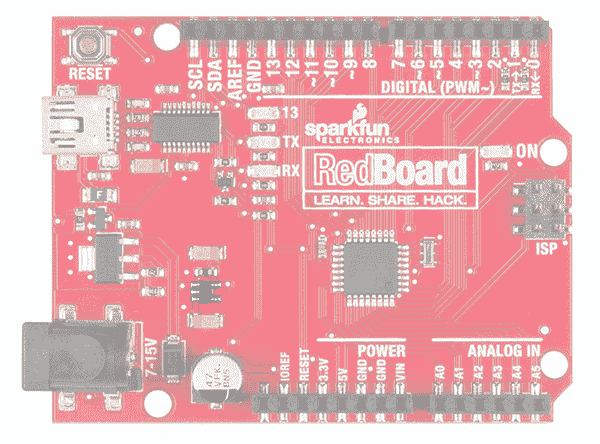 RESET
SCL
SDA
AREF
GND
13
12
~11
~10
~9
8
7
~6
~5
4
~3
2
TX→1
RX←0
DIGITAL (PWM~)
13
TX
RX
sparkfun
ELECTRONICS
ON
RedBoard
LEARN. SHARE. HACK.
ISP
F
7-15V
47
POWER
ANALOG IN
IOREF
RESET
3.3V
5V
GND
GND
VIN
A0
A1
A2
A3
A4
A5